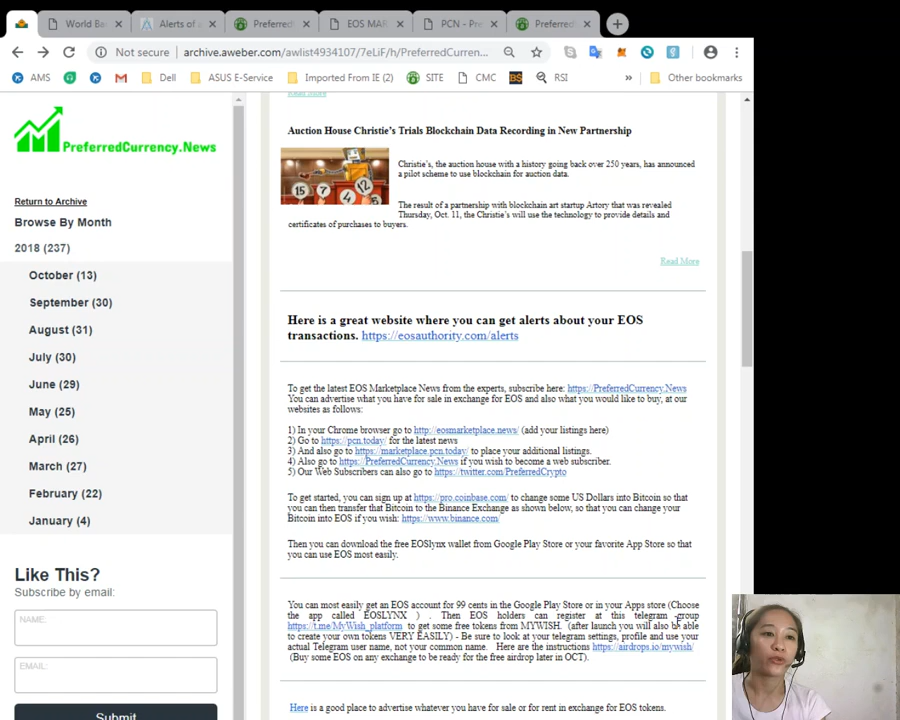 World Ba
Alerts of
Preferred
EOS MAR
PCN - Pre
Preferred
Not secure
archive.aweber.com/awlist4934107/7eLiF/h/PreferredCurren...
AMS
Dell
ASUS E-Service
Imported From IE (2)
SITE
CMC
BS
RSI
»
Other bookmarks
PreferredCurrency.News
Return to Archive
Browse By Month
2018 (237)
October (13)
September (30)
August (31)
July (30)
June (29)
May (25)
April (26)
March (27)
February (22)
January (4)
Like This?
Subscribe by email:
NAME:
EMAIL:
Submit
Read More
Auction House Christie's Trials Blockchain Data Recording in New Partnership
15 7 4 12
Christie's, the auction house with a history going back over 250 years, has announced
a pilot scheme to use blockchain for auction data.
The result of a partnership with blockchain art startup Artory that was revealed
Thursday, Oct. 11, the Christie's will use the technology to provide details and
certificates of purchases to buyers.
Read More
Here is a great website where you can get alerts about your EOS
transactions. https://eosauthority.com/alerts
To get the latest EOS Marketplace News from the experts, subscribe here: https://PreferredCurrency.News
You can advertise what you have for sale in exchange for EOS and also what you would like to buy, at our
websites as follows:
1) In your Chrome browser go to http://eosmarketplace.news/ (add your listings here)
2) Go to https://pcn.today/ for the latest news
3) And also go to https://marketplace.pcn.today/ to place your additional listings.
4) Also go to https://PreferredCurrency.News if you wish to become a web subscriber.
5) Our Web Subscribers can also go to https://twitter.com/PreferredCrypto
To get started, you can sign up at https://pro.coinbase.com/ to change some US Dollars into Bitcoin so that
you can then transfer that Bitcoin to the Binance Exchange as shown below, so that you can change your
Bitcoin into EOS if you wish: https://www.binance.com/
Then you can download the free EOSlynx wallet from Google Play Store or your favorite App Store so that
you can use EOS most easily.
You can most easily get an EOS account for 99 cents in the Google Play Store or in your Apps store (Choose
the app called EOSLYNX ) . Then EOS holders can register at this telegram group
https://t.me/MyWish_platform to get some free tokens from MYWISH. (after launch you will also be able
to create your own tokens VERY EASILY) - Be sure to look at your telegram settings, profile and use your
actual Telegram user name, not your common name. Here are the instructions https://airdrops.io/mywish/
(Buy some EOS on any exchange to be ready for the free airdrop later in OCT).
Here is a good place to advertise whatever you have for sale or for rent in exchange for EOS tokens.